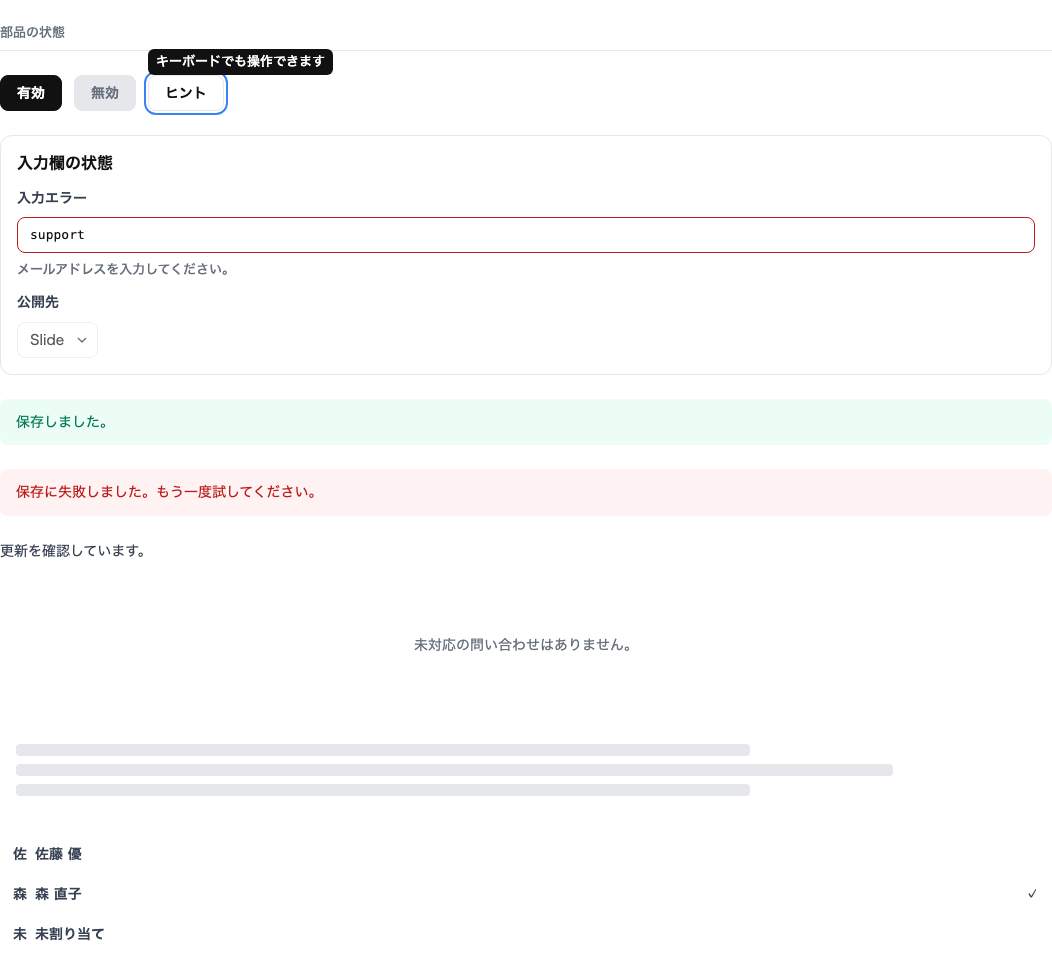 部品の状態
キーボードでも操作できます
有効 無効 ヒント
入力欄の状態
入力エラー
support
メールアドレスを入力してください。
公開先
Slide
保存しました。
保存に失敗しました。もう一度試してください。
更新を確認しています。
未対応の問い合わせはありません。
佐 佐藤 優
森 森 直子 ✓
未 未割り当て